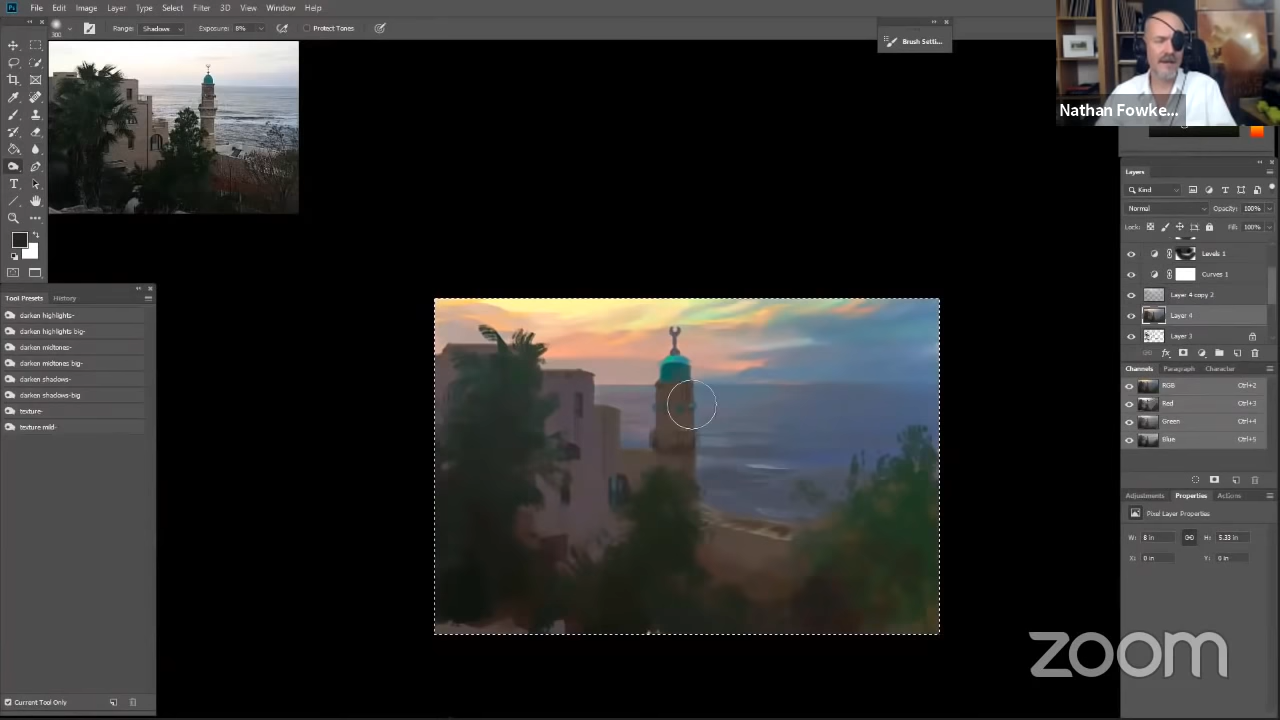 Ps File Edit Image Layer Type Select Filter 3D View Window Help
300 Range: Shadows Exposure: 8% Protect Tones
Brush Setti...
Nathan Fowke...
Layers
Kind
Normal Opacity: 100%
Lock: Fill: 100%
Levels 1
Curves 1
Layer 4 copy 2
Layer 4
Layer 3
Channels Paragraph Character
RGB Ctrl+2
Red Ctrl+3
Green Ctrl+4
Blue Ctrl+5
Adjustments Properties Actions
Pixel Layer Properties
W: 8 in H: 5.33 in
X: 0 in Y: 0 in
Tool Presets History
darken highlights-
darken highlights big-
darken midtones-
darken midtones big-
darken shadows-
darken shadows-big
texture-
texture mid-
Current Tool Only
zoom